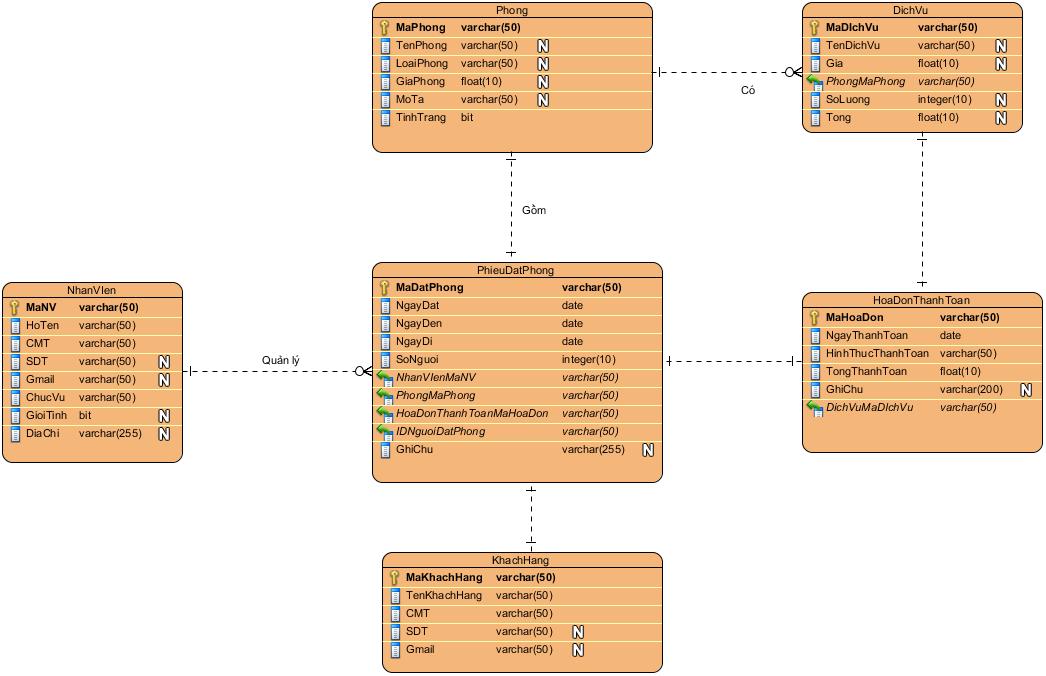 Phong
MaPhong varchar(50)
TenPhong varchar(50) N
LoaiPhong varchar(50) N
GiaPhong float(10) N
MoTa varchar(50) N
TinhTrang bit
DichVu
MaDIchVu varchar(50)
TenDichVu varchar(50) N
Gia float(10) N
PhongMaPhong varchar(50)
SoLuong integer(10) N
Tong float(10) N
Có
Gồm
NhanVIen
MaNV varchar(50)
HoTen varchar(50)
CMT varchar(50)
SDT varchar(50) N
Gmail varchar(50) N
ChucVu varchar(50)
GioiTinh bit N
DiaChi varchar(255) N
Quản lý
PhieuDatPhong
MaDatPhong varchar(50)
NgayDat date
NgayDen date
NgayDi date
SoNguoi integer(10)
NhanVIenMaNV varchar(50)
PhongMaPhong varchar(50)
HoaDonThanhToanMaHoaDon varchar(50)
IDNguoiDatPhong varchar(50)
GhiChu varchar(255) N
HoaDonThanhToan
MaHoaDon varchar(50)
NgayThanhToan date
HinhThucThanhToan varchar(50)
TongThanhToan float(10)
GhiChu varchar(200) N
DichVuMaDIchVu varchar(50)
KhachHang
MaKhachHang varchar(50)
TenKhachHang varchar(50)
CMT varchar(50)
SDT varchar(50) N
Gmail varchar(50) N